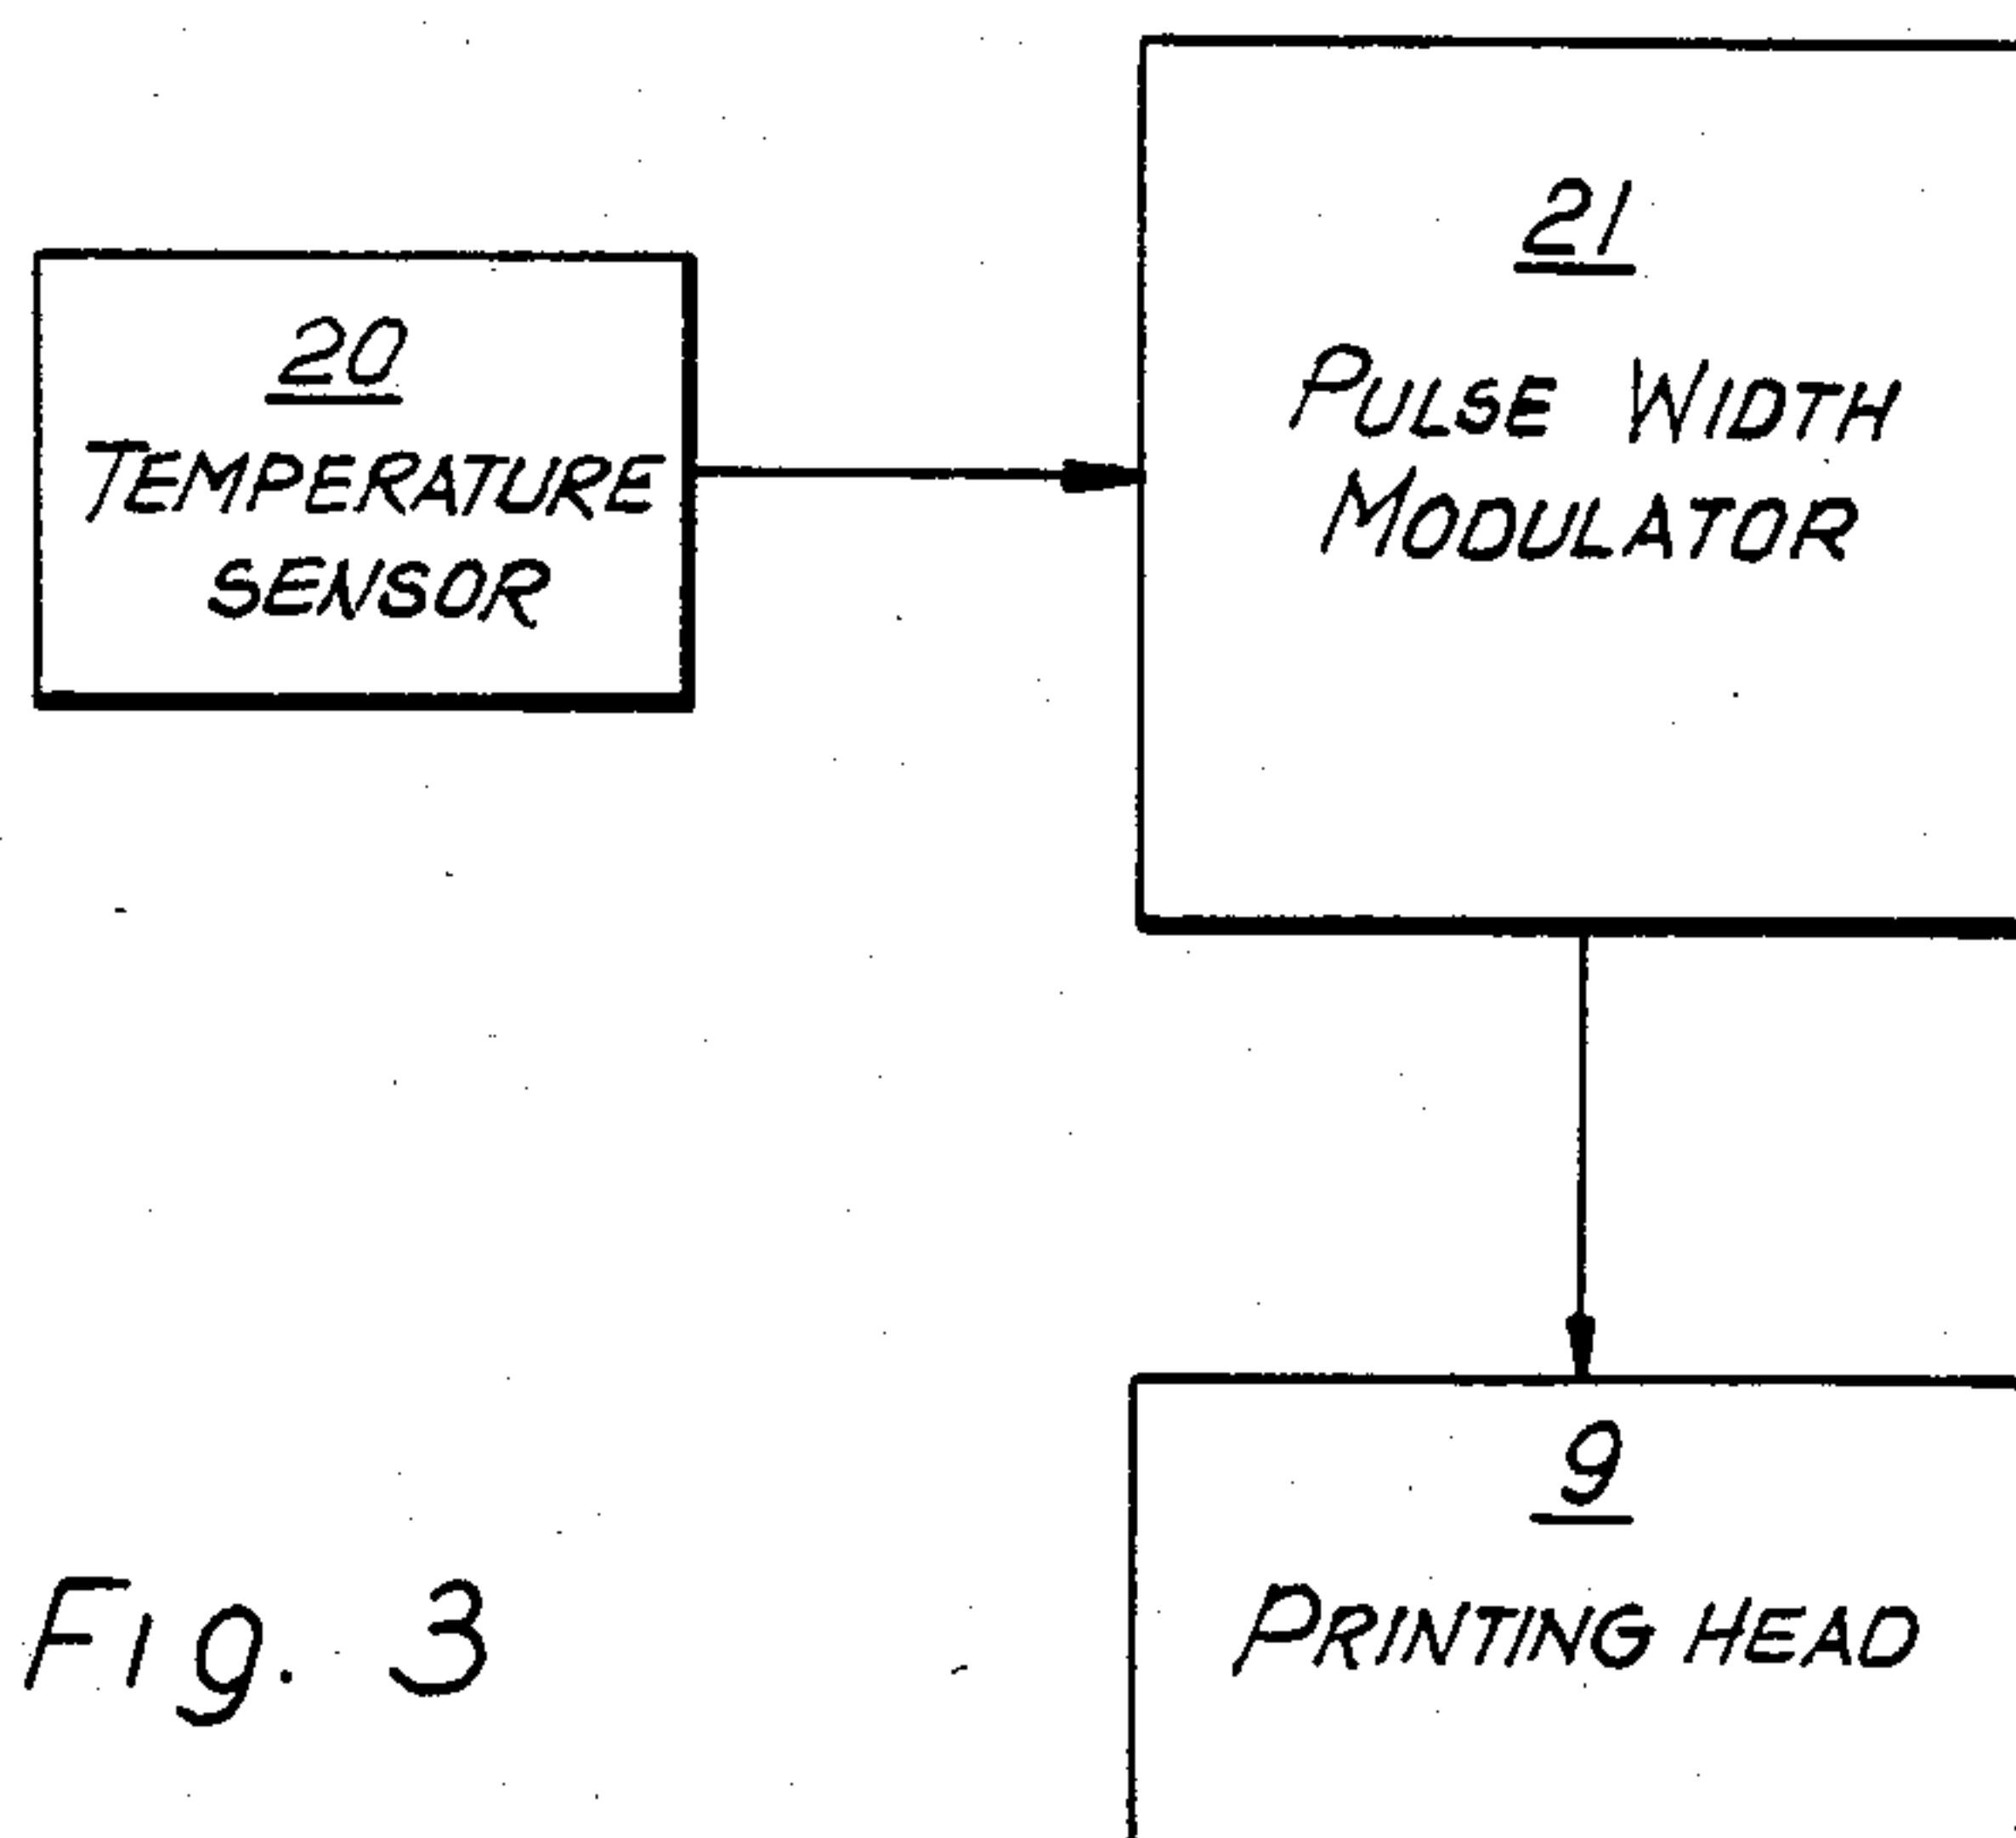 20
TEMPERATURE
SENSOR
21
PULSE WIDTH
MODULATOR
9
PRINTING HEAD
Fig. 3